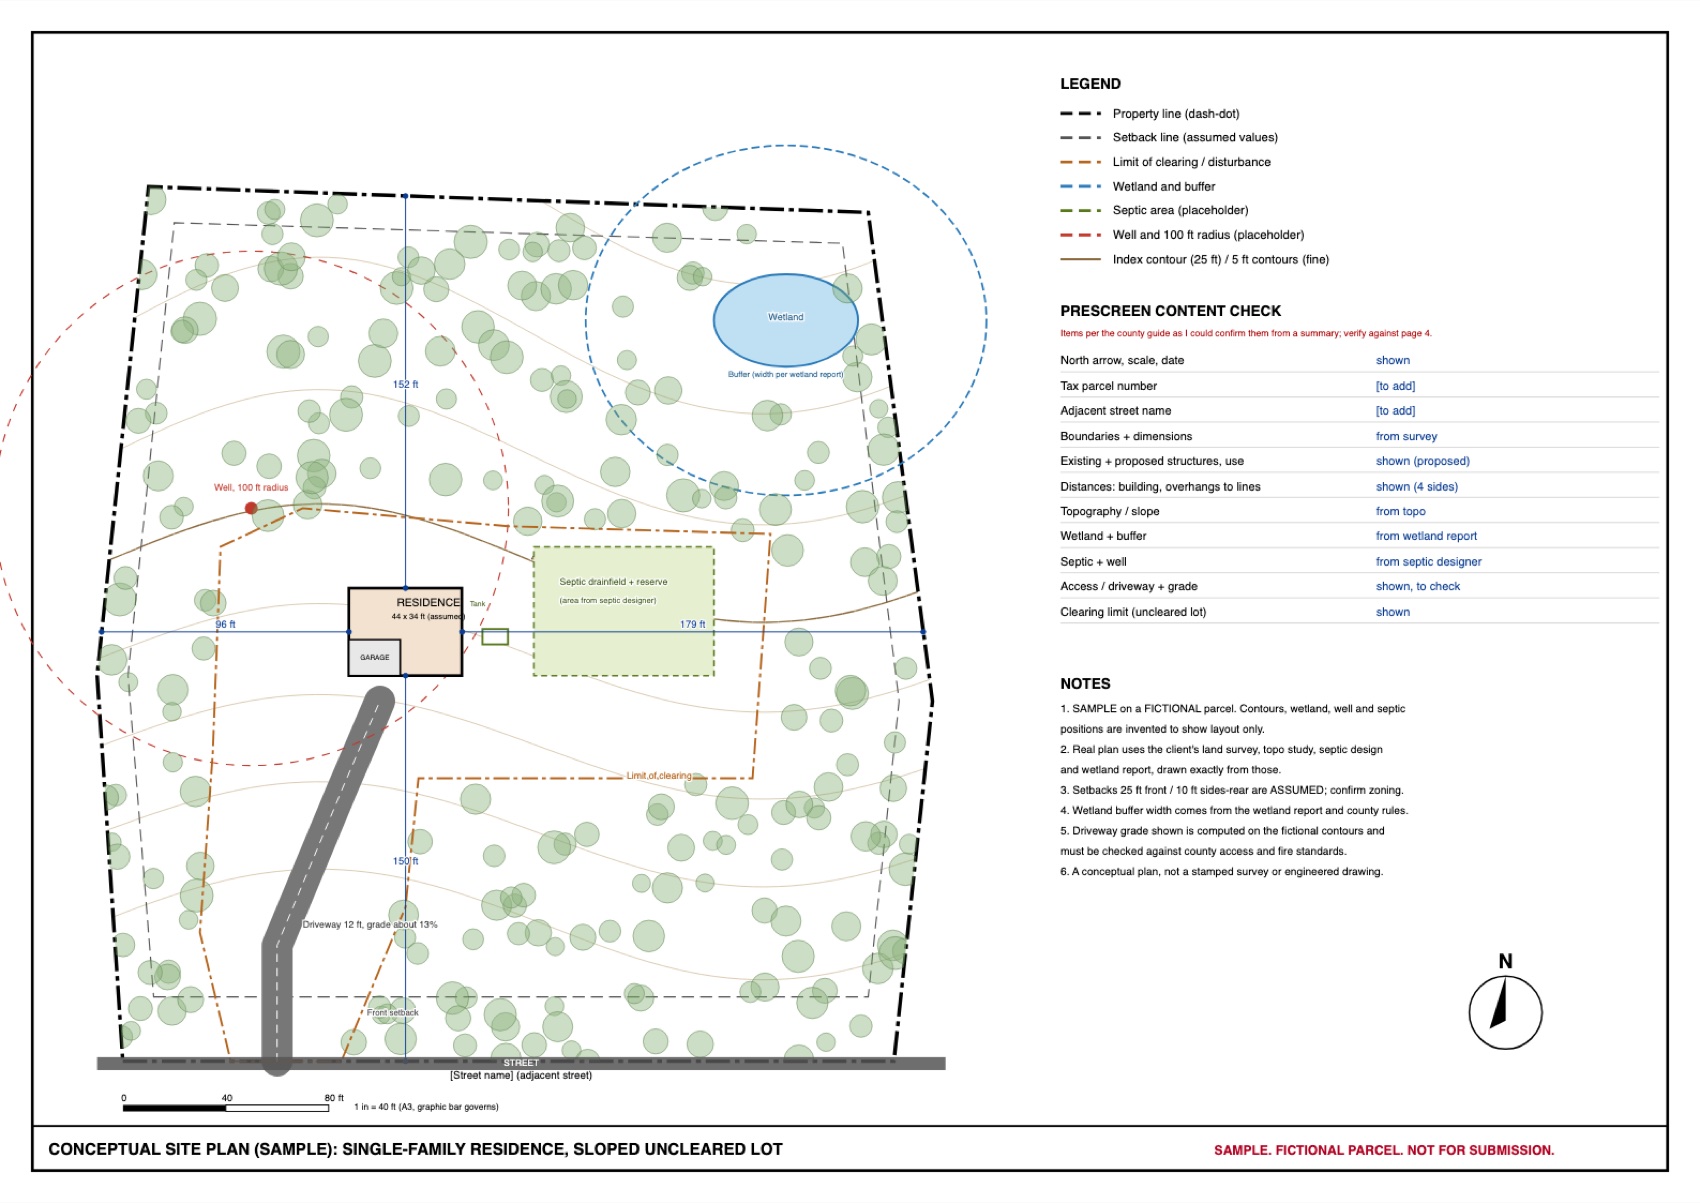 LEGEND
Property line (dash-dot)
Setback line (assumed values)
Limit of clearing / disturbance
Wetland and buffer
Septic area (placeholder)
Well and 100 ft radius (placeholder)
Index contour (25 ft) / 5 ft contours (fine)
PRESCREEN CONTENT CHECK
Items per the county guide as I could confirm them from a summary; verify against page 4.
North arrow, scale, date shown
Tax parcel number [to add]
Adjacent street name [to add]
Boundaries + dimensions from survey
Existing + proposed structures, use shown (proposed)
Distances: building, overhangs to lines shown (4 sides)
Topography / slope from topo
Wetland + buffer from wetland report
Septic + well from septic designer
Access / driveway + grade shown, to check
Clearing limit (uncleared lot) shown
NOTES
1. SAMPLE on a FICTIONAL parcel. Contours, wetland, well and septic
positions are invented to show layout only.
2. Real plan uses the client's land survey, topo study, septic design
and wetland report, drawn exactly from those.
3. Setbacks 25 ft front / 10 ft sides-rear are ASSUMED; confirm zoning.
4. Wetland buffer width comes from the wetland report and county rules.
5. Driveway grade shown is computed on the fictional contours and
must be checked against county access and fire standards.
6. A conceptual plan, not a stamped survey or engineered drawing.
N
Wetland
Buffer (width per wetland report)
152 ft
Well, 100 ft radius
Septic drainfield + reserve
(area from septic designer)
RESIDENCE
Tank
44 x 34 ft (assumed)
96 ft
179 ft
GARAGE
Limit of clearing
150 ft
Driveway 12 ft, grade about 13%
Front setback
STREET
[Street name] (adjacent street)
0 40 80 ft
1 in = 40 ft (A3, graphic bar governs)
CONCEPTUAL SITE PLAN (SAMPLE): SINGLE-FAMILY RESIDENCE, SLOPED UNCLEARED LOT
SAMPLE. FICTIONAL PARCEL. NOT FOR SUBMISSION.